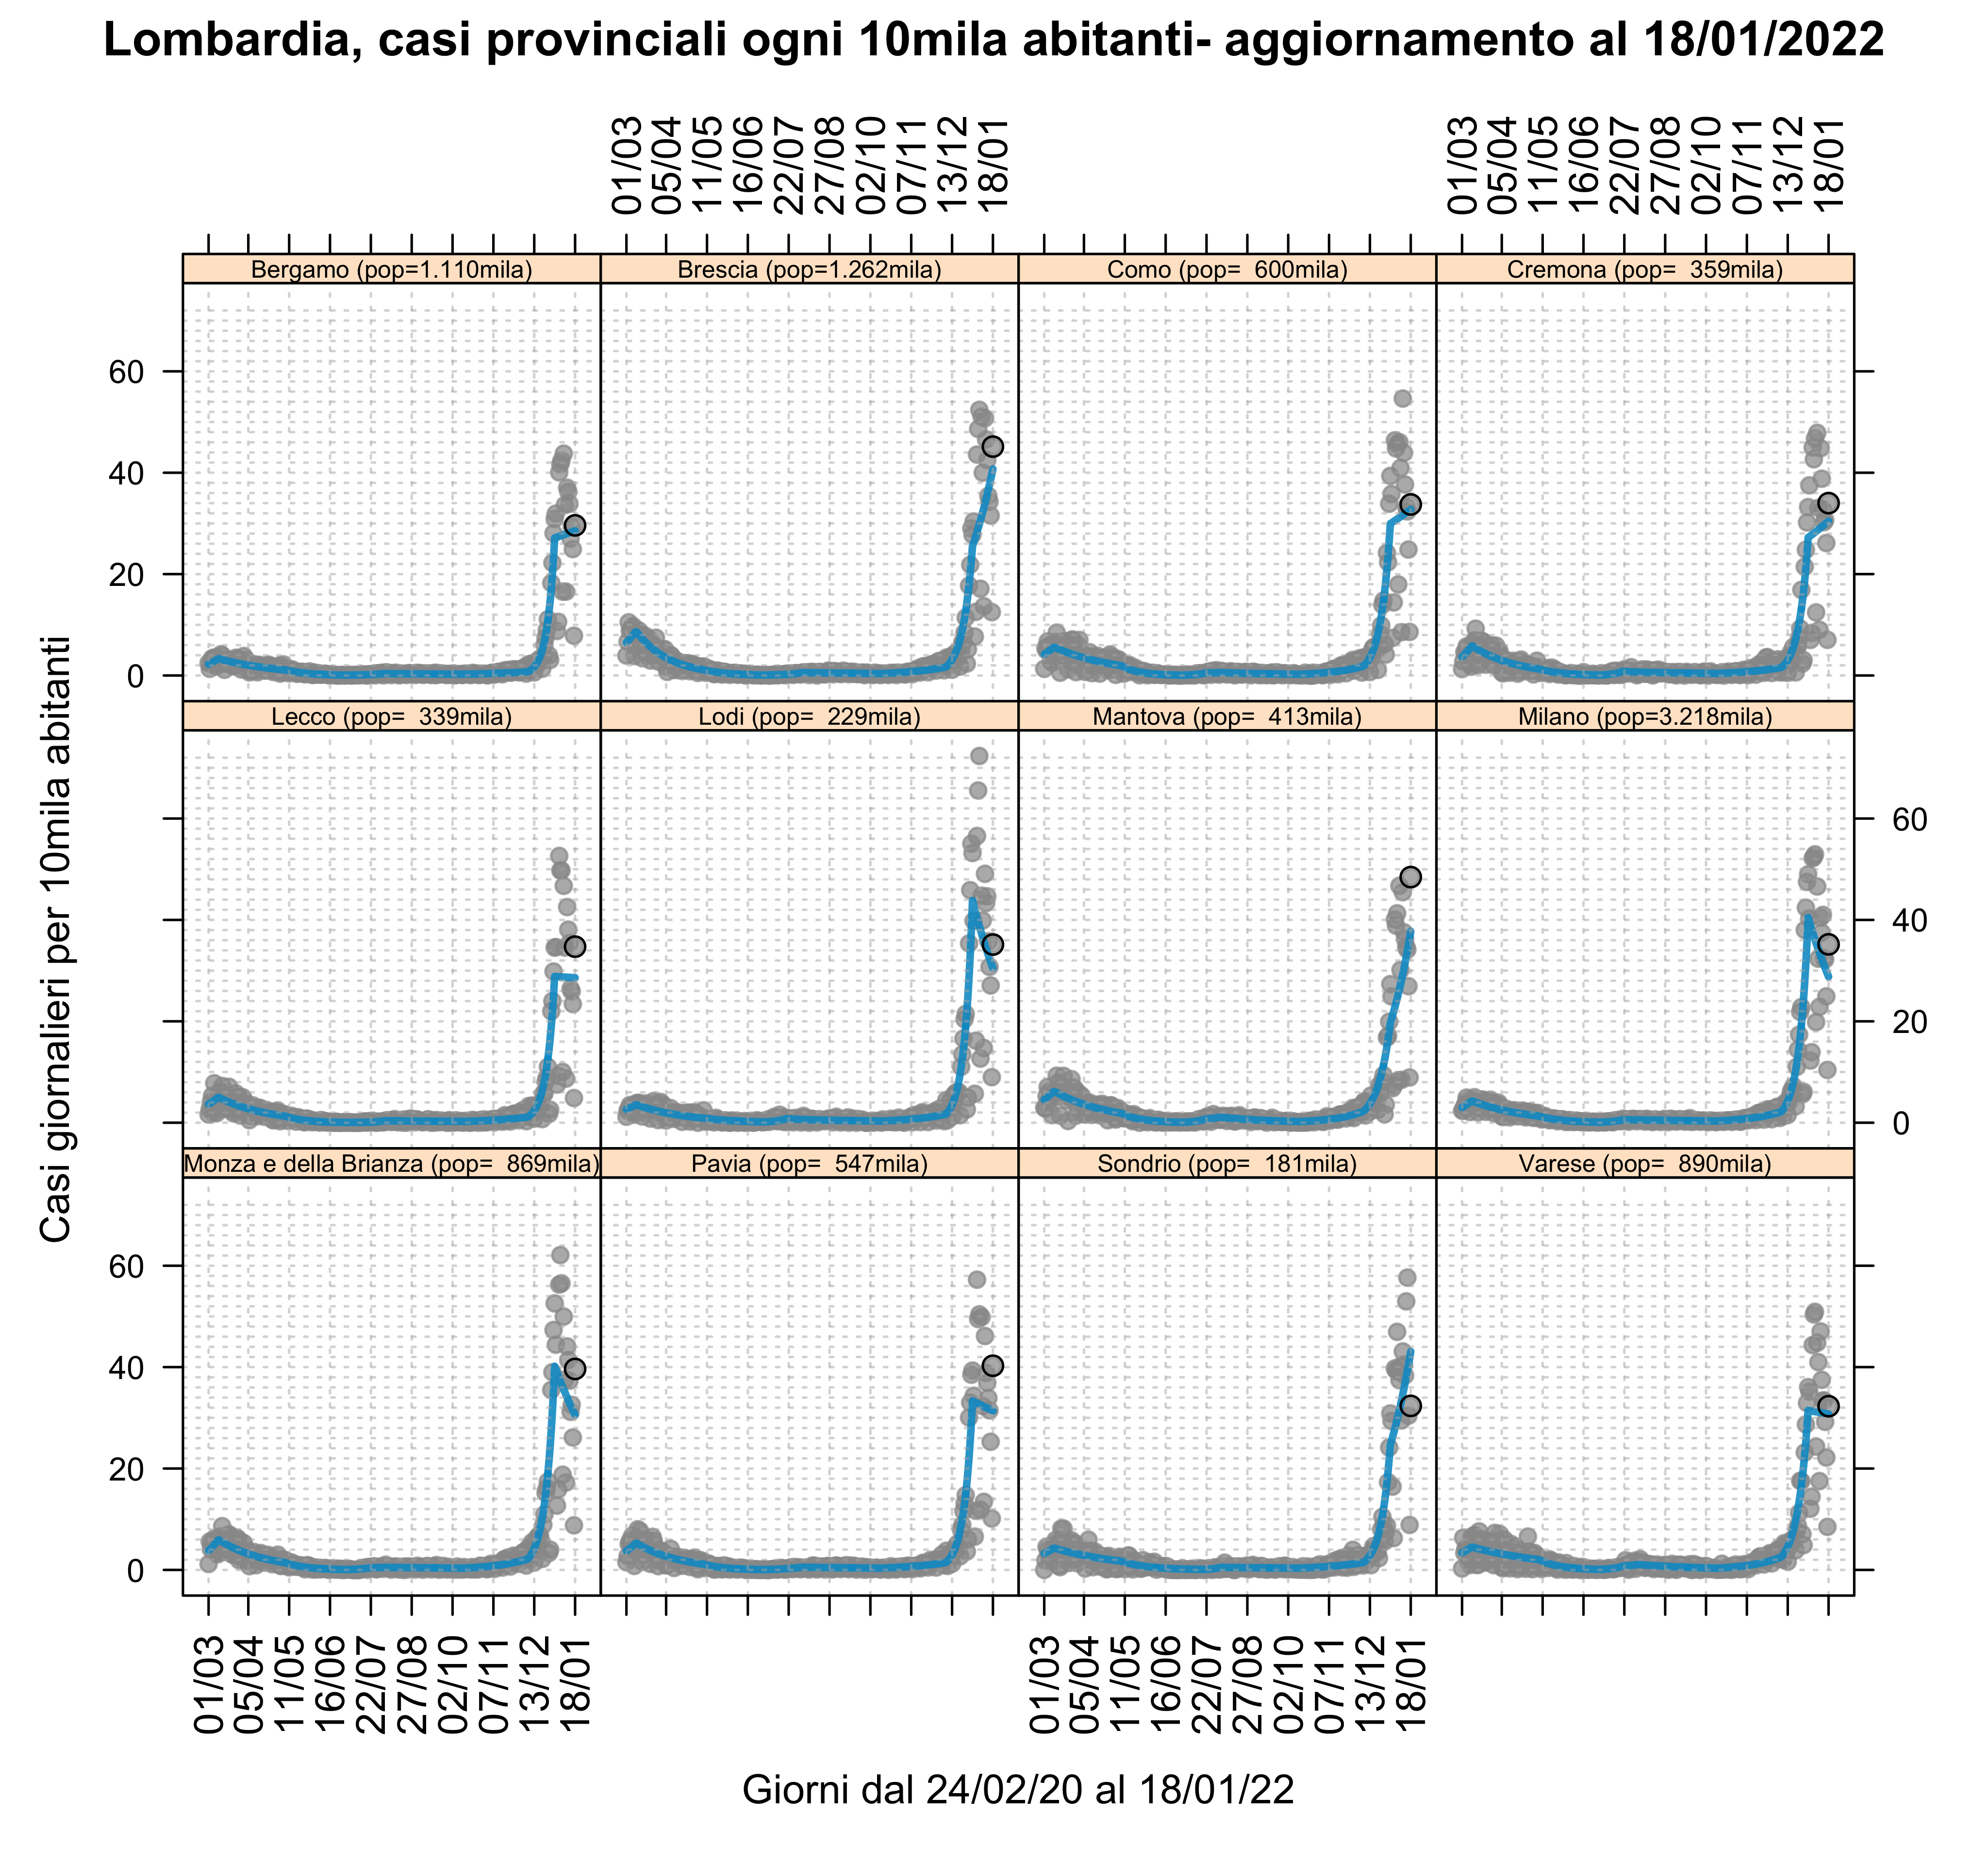 Lombardia, casi provinciali ogni 10mila abitanti- aggiornamento al 18/01/2022
01/03 05/04 11/05 16/06 22/07 27/08 02/10 07/11 13/12 18/01
01/03 05/04 11/05 16/06 22/07 27/08 02/10 07/11 13/12 18/01
Bergamo (pop=1.110mila)
Brescia (pop=1.262mila)
Como (pop=  600mila)
Cremona (pop=  359mila)
60
40
20
0
Lecco (pop=  339mila)
Lodi (pop=  229mila)
Mantova (pop=  413mila)
Milano (pop=3.218mila)
60
40
20
0
Monza e della Brianza (pop=  869mila)
Pavia (pop=  547mila)
Sondrio (pop=  181mila)
Varese (pop=  890mila)
60
40
20
0
Casi giornalieri per 10mila abitanti
01/03 05/04 11/05 16/06 22/07 27/08 02/10 07/11 13/12 18/01
01/03 05/04 11/05 16/06 22/07 27/08 02/10 07/11 13/12 18/01
Giorni dal 24/02/20 al 18/01/22